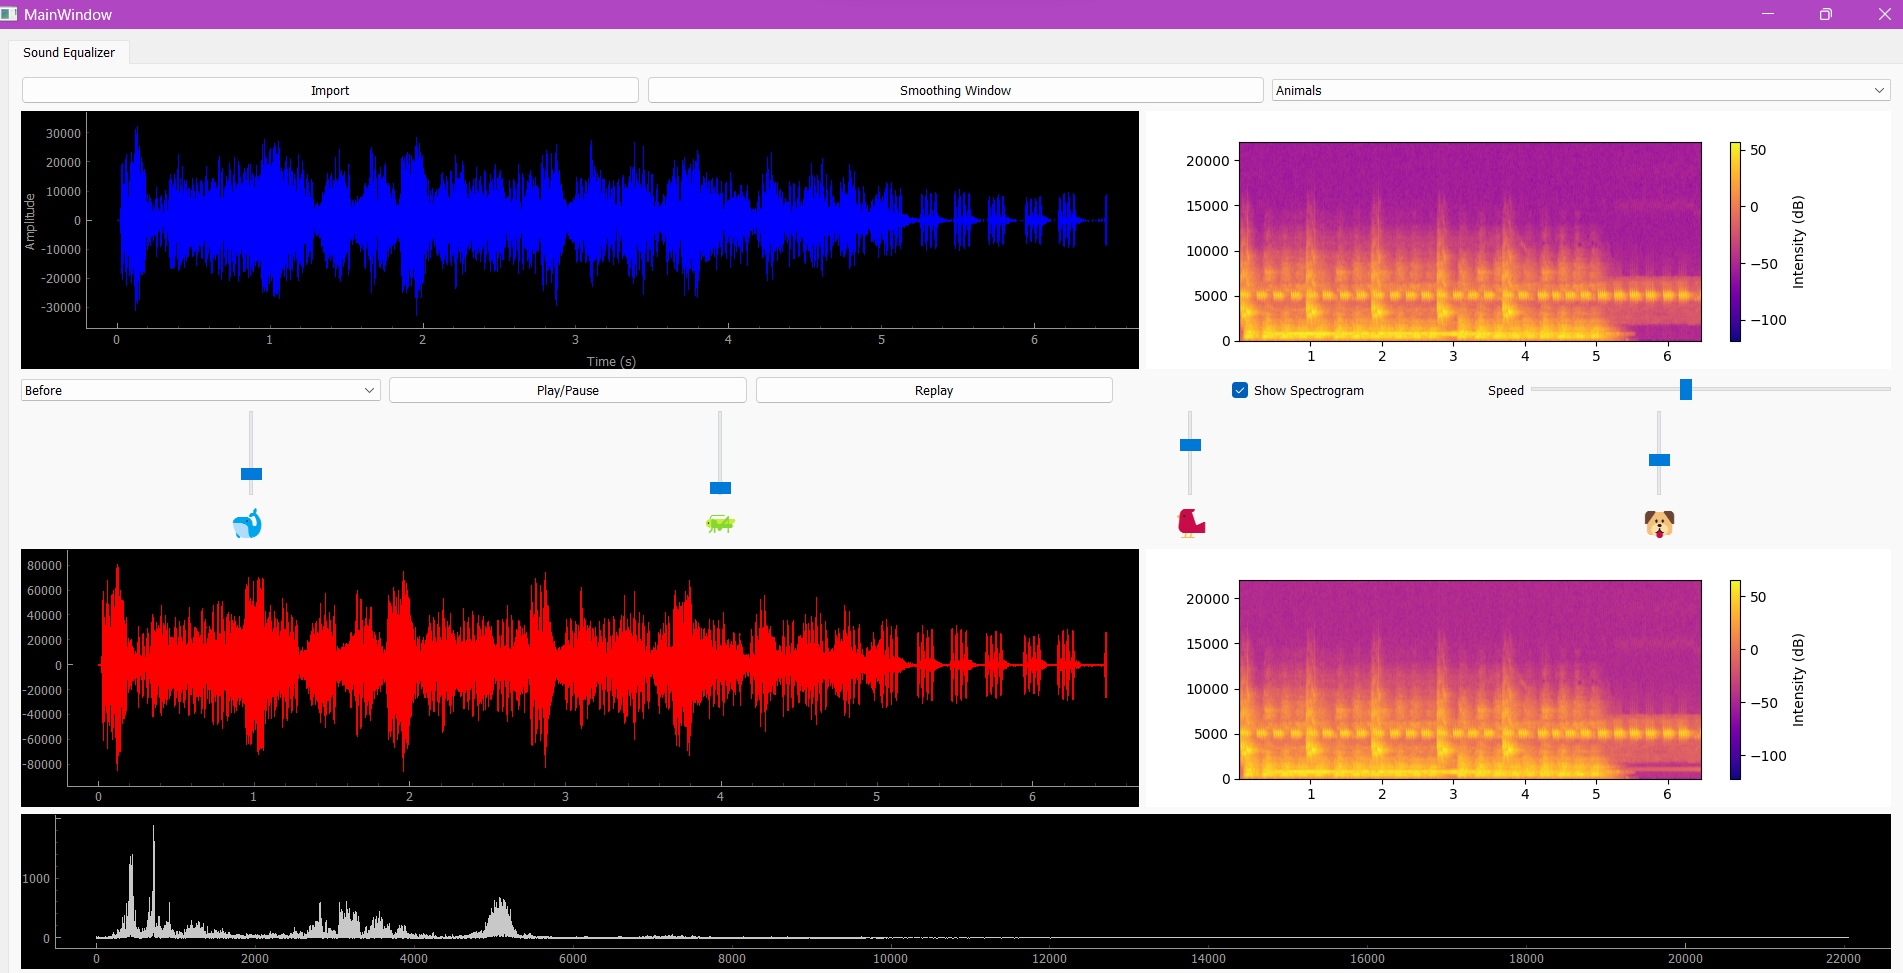 MainWindow
Sound Equalizer
Import
Smoothing Window
Animals
30000
20000
10000
0
-10000
-20000
-30000
Amplitude
0 1 2 3 4 5 6
Time (s)
20000
15000
10000
5000
0
1 2 3 4 5 6
50
0
−50
−100
Intensity (dB)
Before
Play/Pause
Replay
Show Spectrogram
Speed
80000
60000
40000
20000
0
-20000
-40000
-60000
-80000
0 1 2 3 4 5 6
20000
15000
10000
5000
0
1 2 3 4 5 6
50
0
−50
−100
Intensity (dB)
1000
0
0 2000 4000 6000 8000 10000 12000 14000 16000 18000 20000 22000